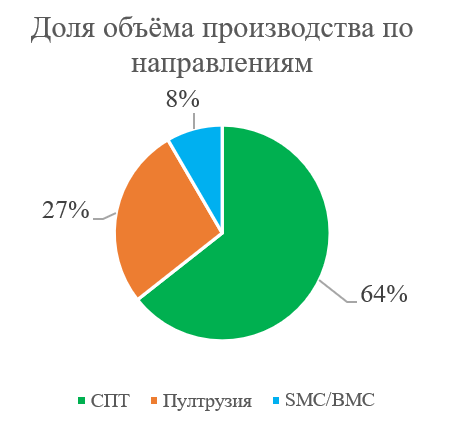 Доля объёма производства по
направлениям
8%
27%
64%
СПТ Пултрузия SMC/BMC